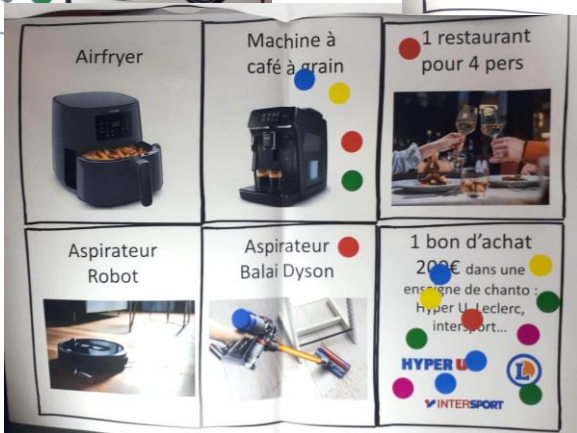 Airfryer
Machine à
café à grain
1 restaurant
pour 4 pers
Aspirateur
Robot
Aspirateur
Balai Dyson
1 bon d'achat
200€ dans une
enseigne de chanto :
Hyper U, Leclerc,
intersport...
HYPER U
L
INTERSPORT